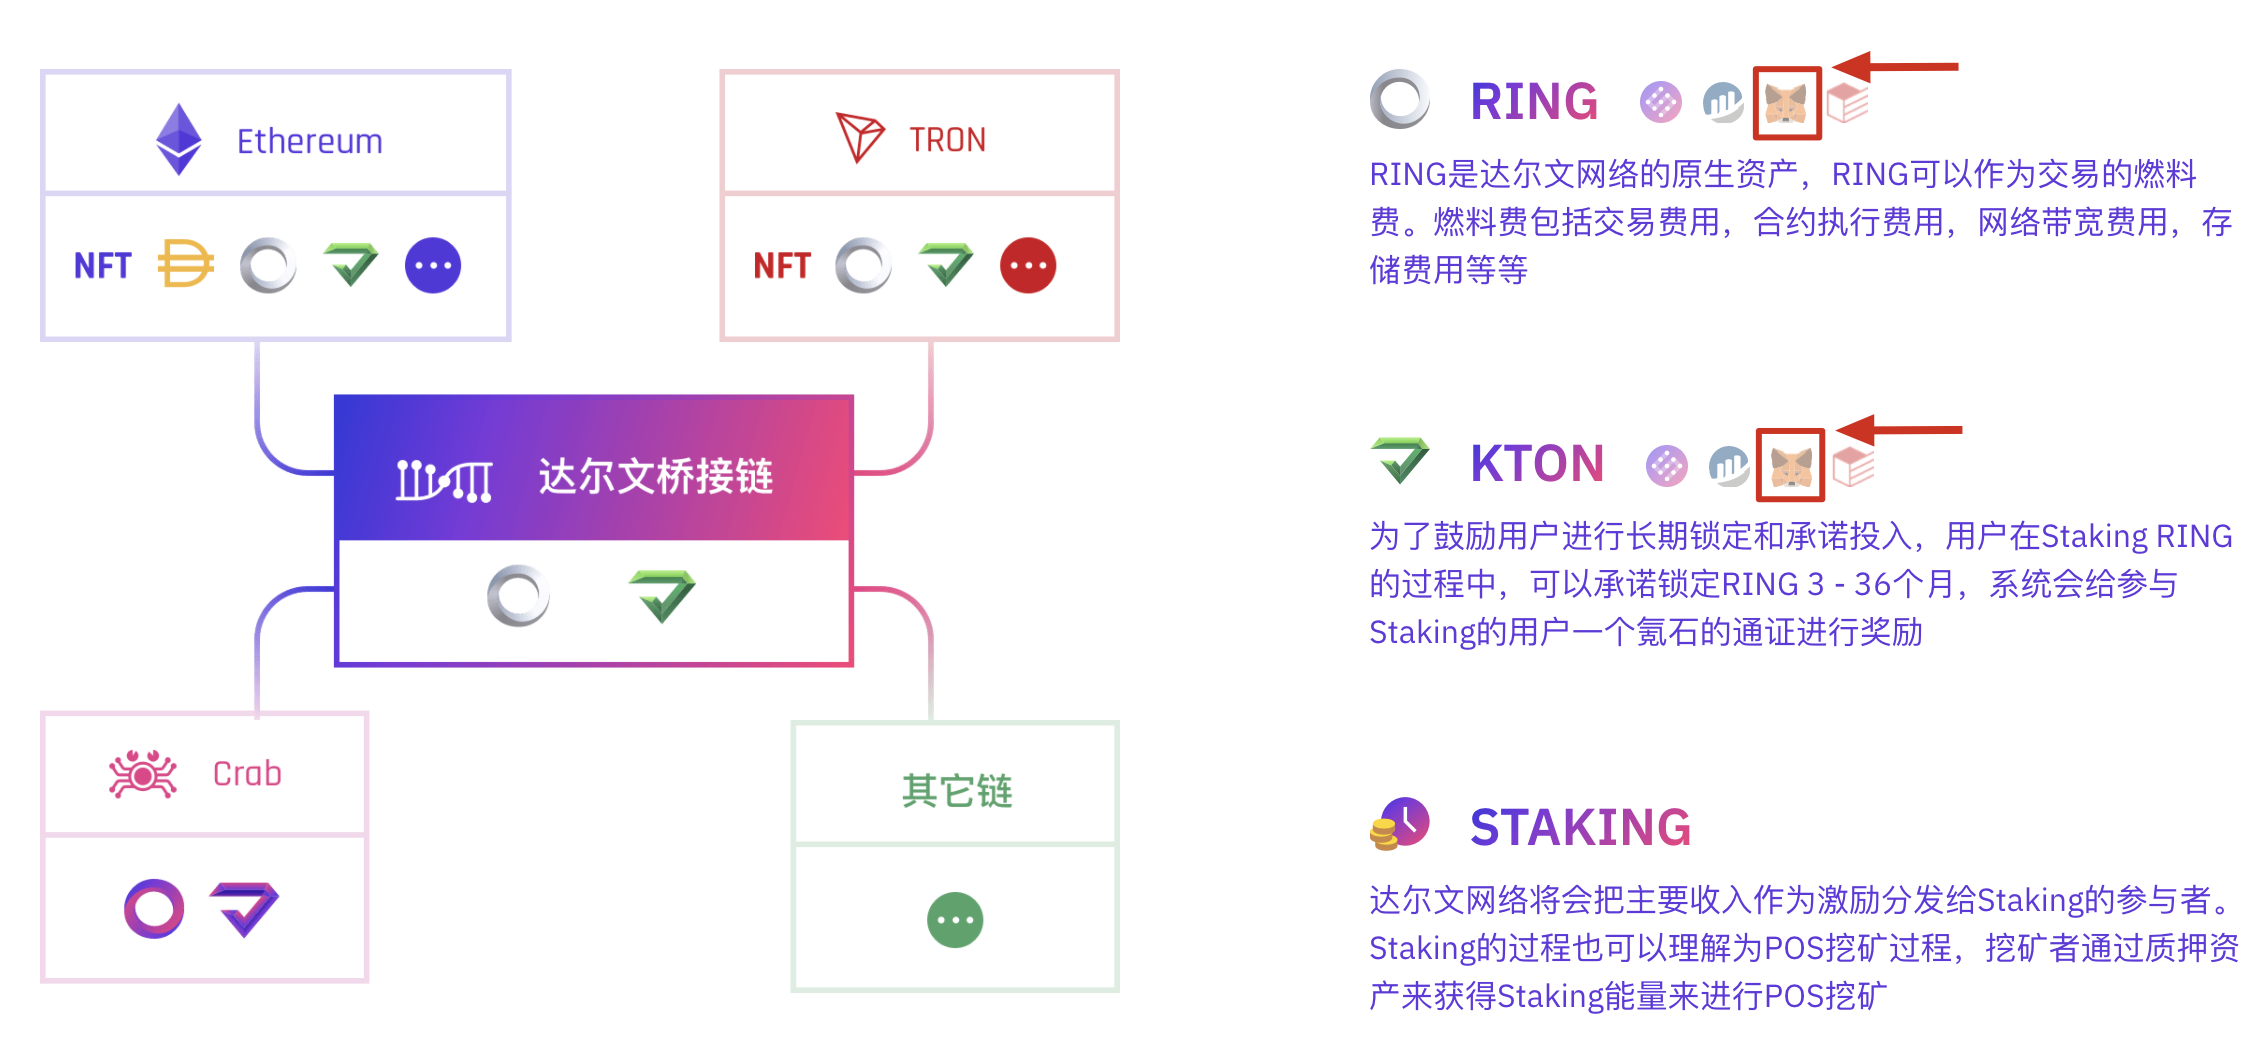 Ethereum
NFT
TRON
NFT
达尔文桥接链
Crab
其它链
RING
RING是达尔文网络的原生资产，RING可以作为交易的燃料
费。燃料费包括交易费用，合约执行费用，网络带宽费用，存
储费用等等
KTON
为了鼓励用户进行长期锁定和承诺投入，用户在Staking RING
的过程中，可以承诺锁定RING 3 - 36个月，系统会给参与
Staking的用户一个氪石的通证进行奖励
STAKING
达尔文网络将会把主要收入作为激励分发给Staking的参与者。
Staking的过程也可以理解为POS挖矿过程，挖矿者通过质押资
产来获得Staking能量来进行POS挖矿